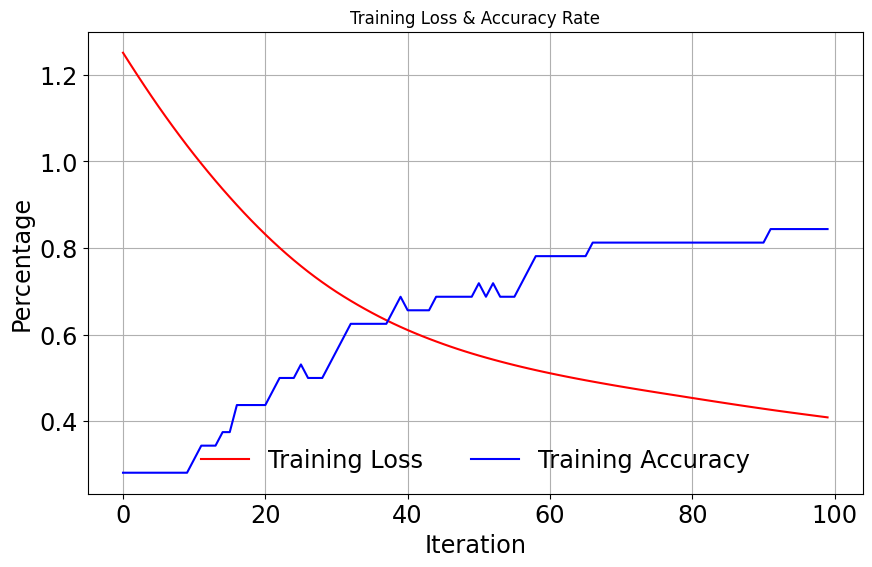 Training Loss & Accuracy Rate
1.2
1.0
0.8
0.6
0.4
Percentage
Training Loss
Training Accuracy
0 20 40 60 80 100
Iteration